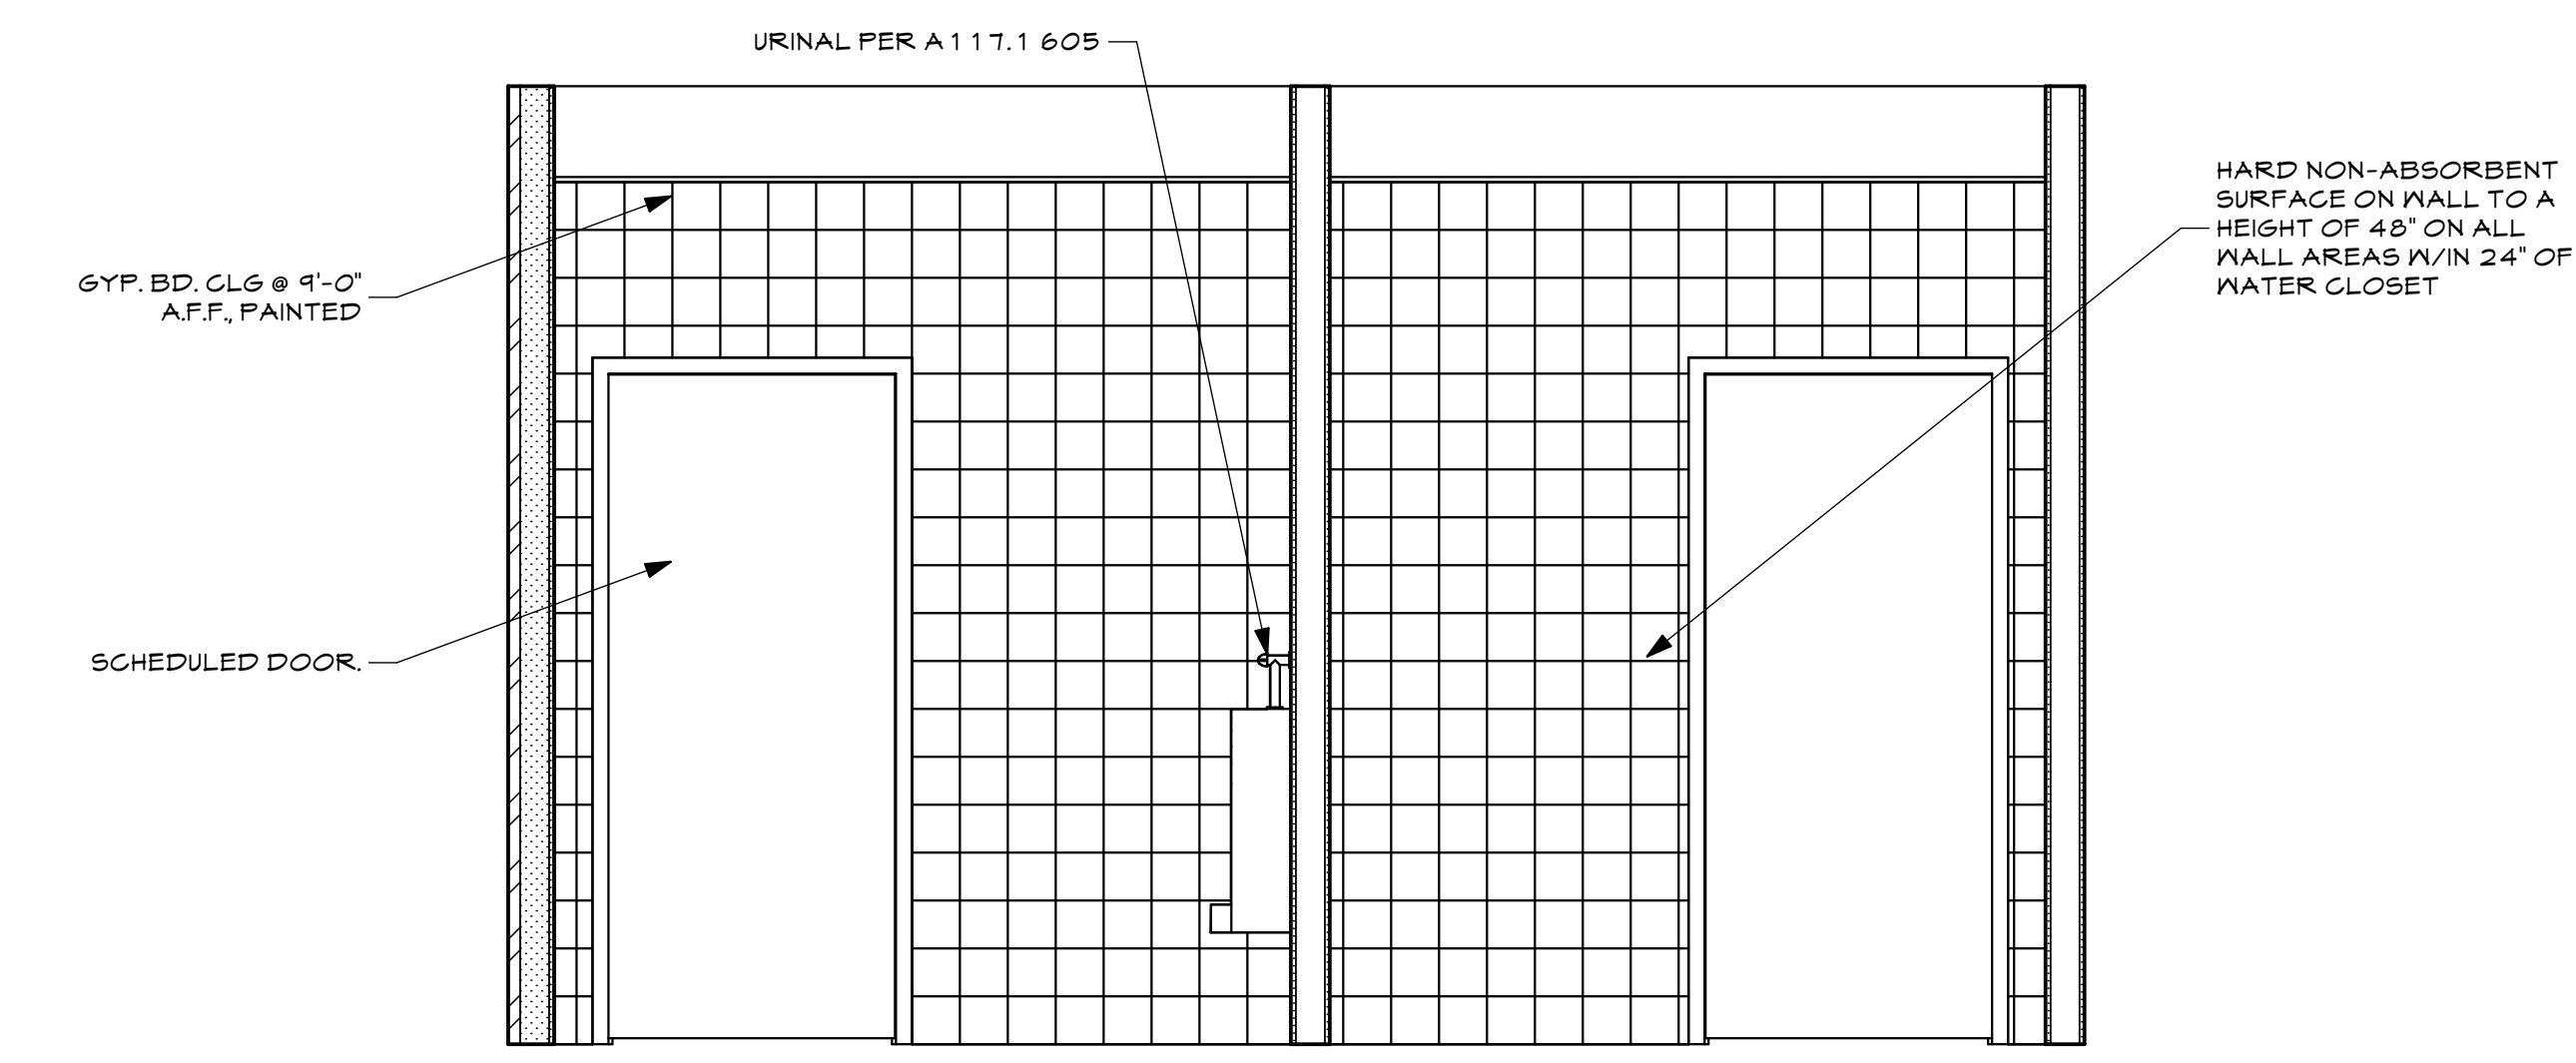 URINAL PER A117.1 605
HARD NON-ABSORBENT
SURFACE ON WALL TO A
HEIGHT OF 48" ON ALL
WALL AREAS W/IN 24" OF
WATER CLOSET
GYP. BD. CLG @ 9'-0"
A.F.F., PAINTED
SCHEDULED DOOR.